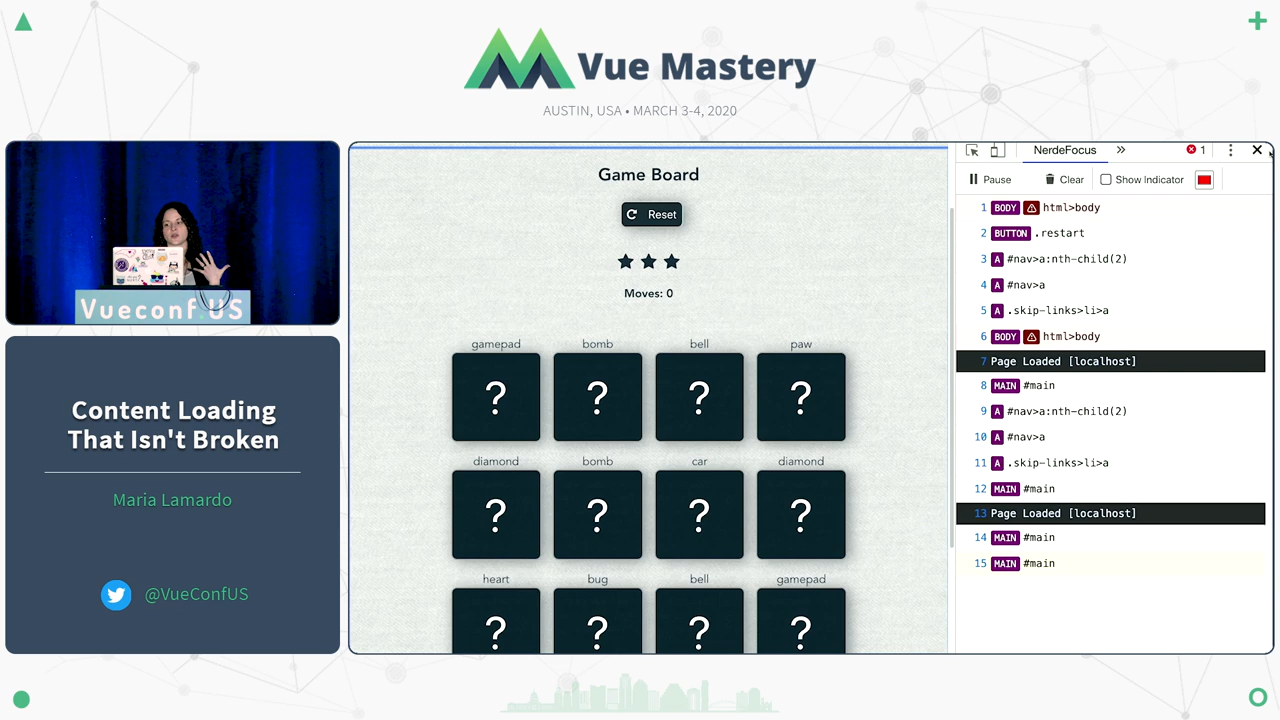 Vue Mastery
AUSTIN, USA • MARCH 3-4, 2020
Vueconf.US
Content Loading
That Isn't Broken
Maria Lamardo
@VueConfUS
Game Board
Reset
Moves: 0
gamepad bomb bell paw
? ? ? ?
diamond bomb car diamond
? ? ? ?
heart bug bell gamepad
? ? ? ?
NerdeFocus » 1
Pause Clear Show Indicator
1 BODY html>body
2 BUTTON .restart
3 A #nav>a:nth-child(2)
4 A #nav>a
5 A .skip-links>li>a
6 BODY html>body
7 Page Loaded [localhost]
8 MAIN #main
9 A #nav>a:nth-child(2)
10 A #nav>a
11 A .skip-links>li>a
12 MAIN #main
13 Page Loaded [localhost]
14 MAIN #main
15 MAIN #main